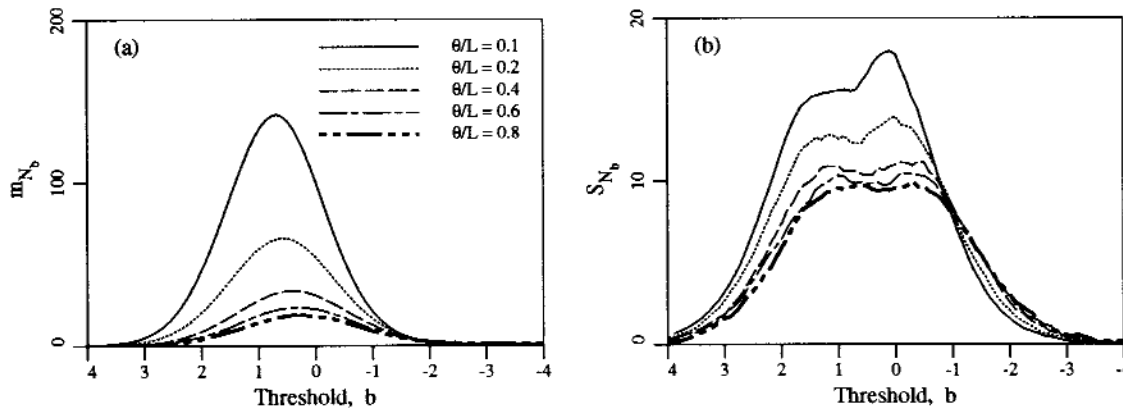 (a)
θ/L = 0.1
θ/L = 0.2
θ/L = 0.4
θ/L = 0.6
θ/L = 0.8
200
100
0
m_{N_b}
4 3 2 1 0 -1 -2 -3 -4
Threshold, b
(b)
20
10
0
S_{N_b}
4 3 2 1 0 -1 -2 -3 -4
Threshold, b